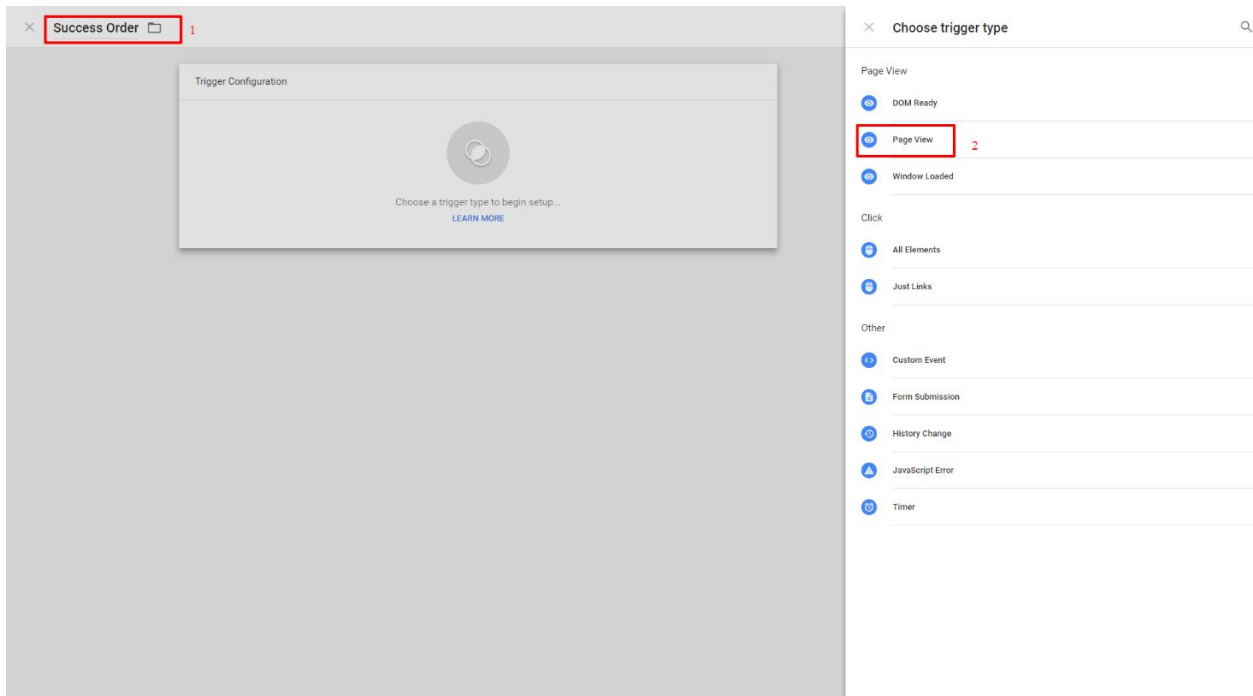 Success Order
1
Trigger Configuration
Choose a trigger type to begin setup...
LEARN MORE
Choose trigger type
Page View
DOM Ready
Page View
2
Window Loaded
Click
All Elements
Just Links
Other
Custom Event
Form Submission
History Change
JavaScript Error
Timer